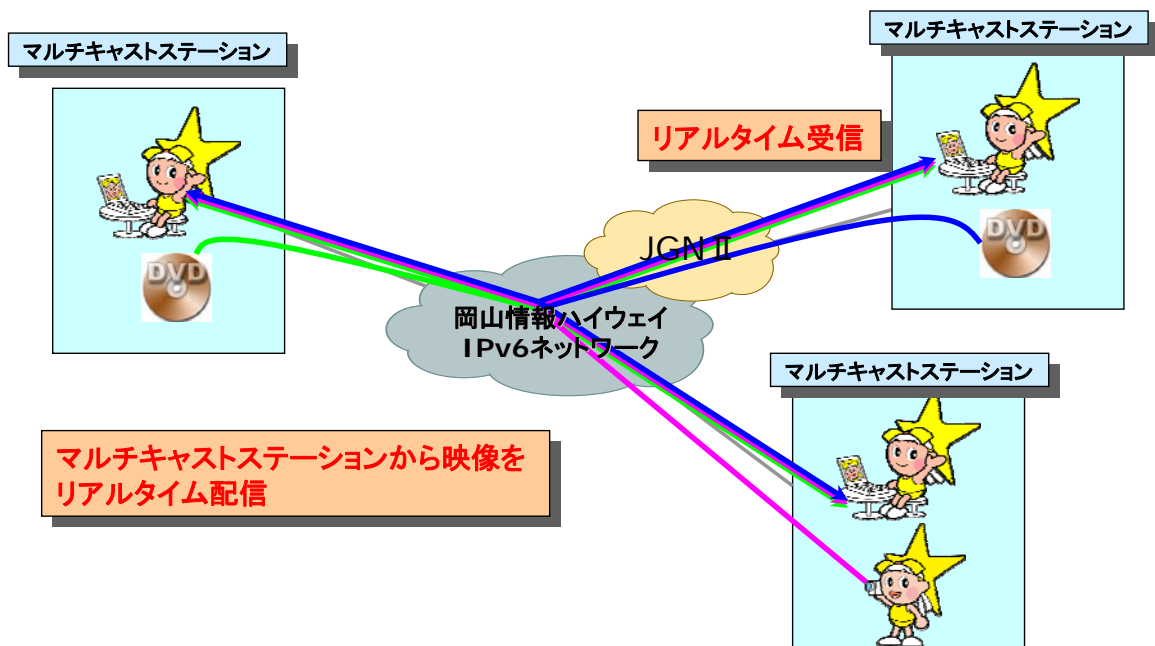 マルチキャストステーション
マルチキャストステーション
リアルタイム受信
JGNⅡ
DVD
DVD
岡山情報ハイウェイ
IPv6ネットワーク
マルチキャストステーション
マルチキャストステーションから映像を
リアルタイム配信